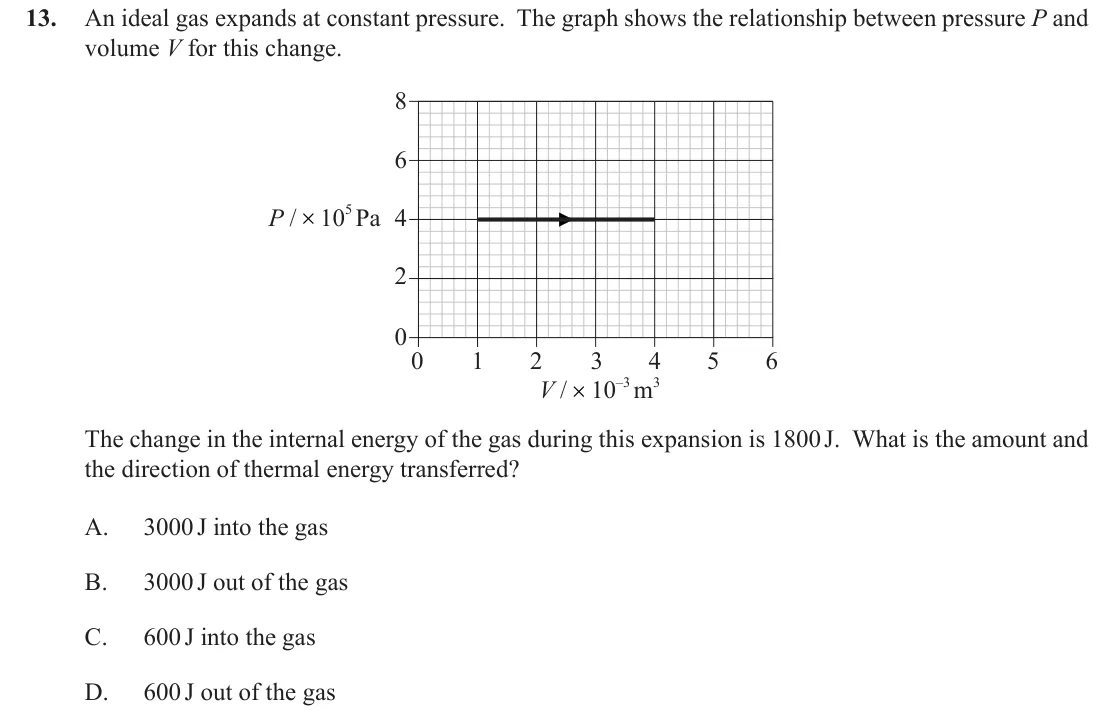 13. An ideal gas expands at constant pressure. The graph shows the relationship between pressure P and
volume V for this change.
8
6
P / × 10⁵ Pa 4
2
0
0 1 2 3 4 5 6
V / × 10⁻³ m³
The change in the internal energy of the gas during this expansion is 1800 J. What is the amount and
the direction of thermal energy transferred?
A. 3000 J into the gas
B. 3000 J out of the gas
C. 600 J into the gas
D. 600 J out of the gas